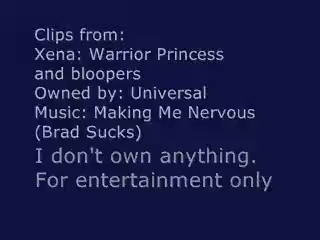 Clips from:
Xena: Warrior Princess
and bloopers
Owned by: Universal
Music: Making Me Nervous
(Brad Sucks)
I don't own anything.
For entertainment only